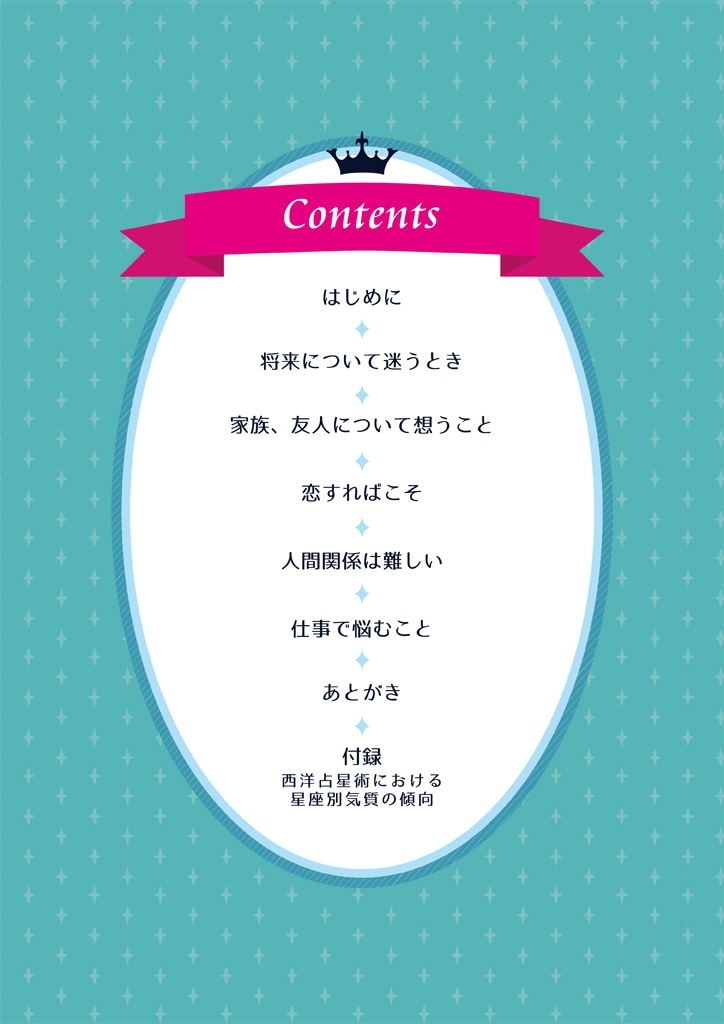 Contents
はじめに
将来について迷うとき
家族、友人について想うこと
恋すればこそ
人間関係は難しい
仕事で悩むこと
あとがき
付録
西洋占星術における
星座別気質の傾向